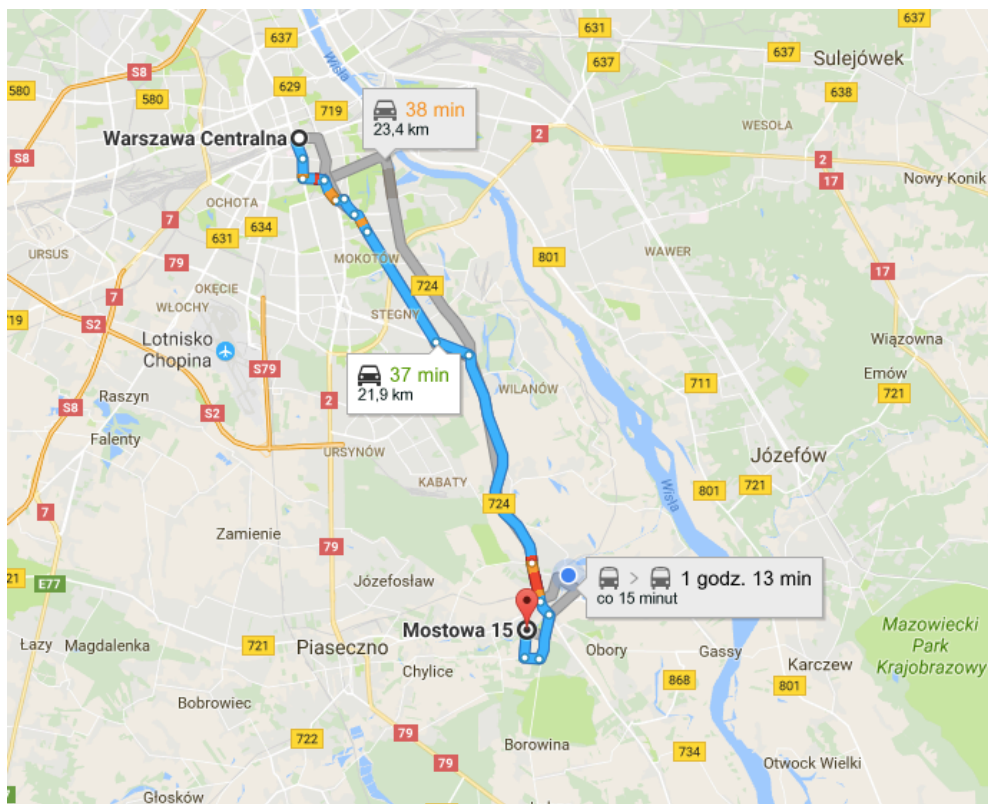 637
631
637
637
637
Sulejówek
S8
580
580
629
Wisła
638
719
38 min
23,4 km
WESOŁA
Warszawa Centralna
2
S8
2
17
Nowy Konik
OCHOTA
7
634
631
URSUS
79
MOKOTÓW
801
WAWER
17
OKĘCIE
WŁOCHY
7
724
719
S2
STEGNY
Lotnisko
Chopina
Wiązowna
S79
37 min
21,9 km
Emów
721
Raszyn
2
S2
S8
WILANÓW
711
Falenty
URSYNÓW
Józefów
KABATY
Wisła
801
721
724
7
Zamienie
79
21
E77
Józefosław
1 godz. 13 min
co 15 minut
Mostowa 15
Mazowiecki
Park
Krajobrazowy
Łazy
Magdalenka
721
Piaseczno
Obory
Gassy
Karczew
Chylice
868
801
Bobrowiec
79
722
Borowina
734
79
Otwock Wielki
7
Głosków